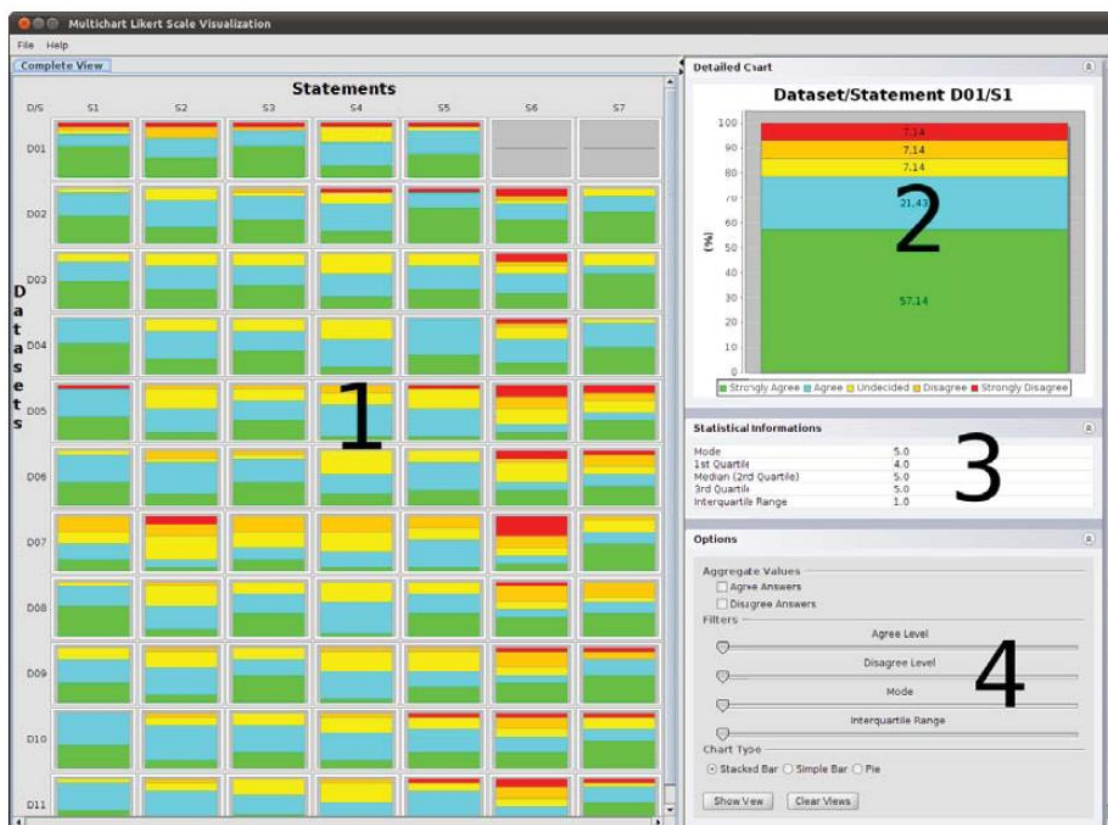 Multichart Likert Scale Visualization
File Help
Complete View
Statements
D/S S1 S2 S3 S4 S5 S6 S7
Datasets
D01
D02
D03
D04
D05
D06
D07
D08
D09
D10
D11
1
Detailed Chart
Dataset/Statement D01/S1
(%)
100
90
80
70
60
50
40
30
20
10
0
7.14
7.14
7.14
21.43
57.14
2
Strongly Agree Agree Undecided Disagree Strongly Disagree
Statistical Informations
Mode 5.0
1st Quartile 4.0
Median (2nd Quartile) 5.0
3rd Quartile 5.0
Interquartile Range 1.0
3
Options
Aggregate Values
Agree Answers
Disagree Answers
Filters
Agree Level
Disagree Level
Mode
Interquartile Range
4
Chart Type
Stacked Bar Simple Bar Pie
Show View Clear Views